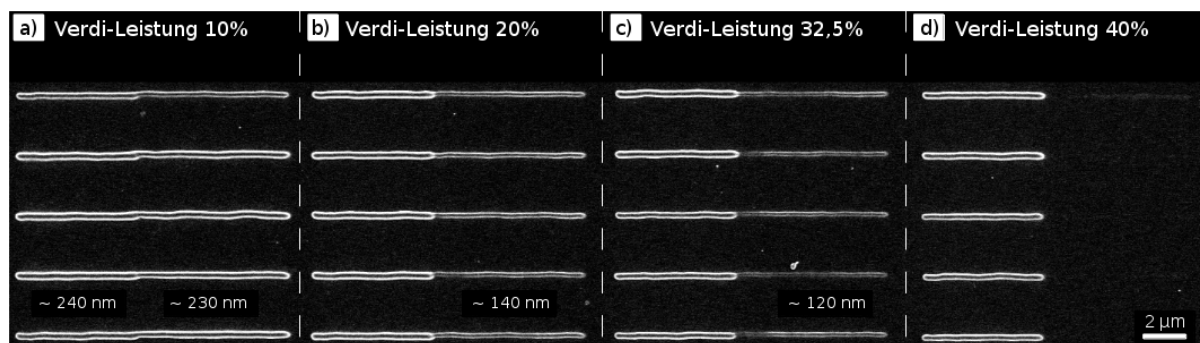 a) Verdi-Leistung 10%
b) Verdi-Leistung 20%
c) Verdi-Leistung 32,5%
d) Verdi-Leistung 40%
~ 240 nm
~ 230 nm
~ 140 nm
~ 120 nm
2 µm